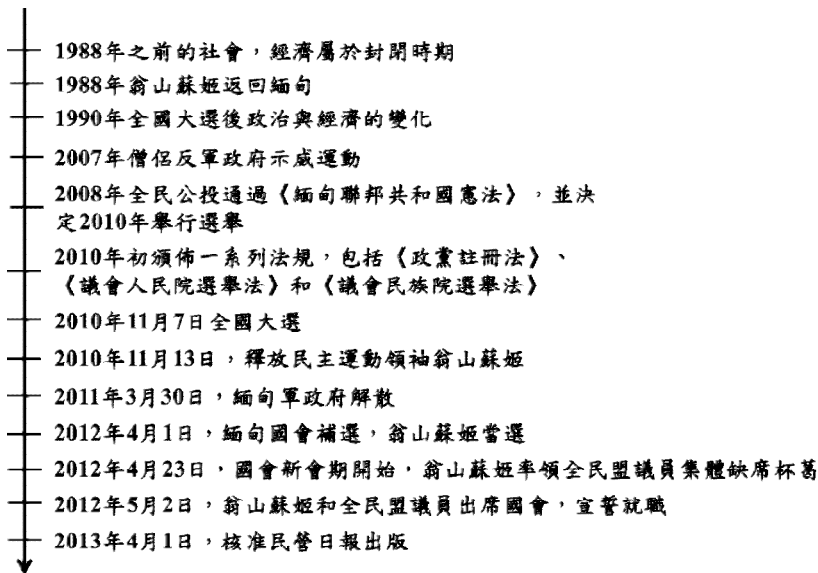 1988年之前的社會，經濟屬於封閉時期
1988年翁山蘇姬返回緬甸
1990年全國大選後政治與經濟的變化
2007年僧侶反軍政府示威運動
2008年全民公投通過《緬甸聯邦共和國憲法》，並決
定2010年舉行選舉
2010年初頒佈一系列法規，包括《政黨註冊法》、
《議會人民院選舉法》和《議會民族院選舉法》
2010年11月7日全國大選
2010年11月13日，釋放民主運動領袖翁山蘇姬
2011年3月30日，緬甸軍政府解散
2012年4月1日，緬甸國會補選，翁山蘇姬當選
2012年4月23日，國會新會期開始，翁山蘇姬率領全民盟議員集體缺席杯葛
2012年5月2日，翁山蘇姬和全民盟議員出席國會，宣誓就職
2013年4月1日，核准民營日報出版